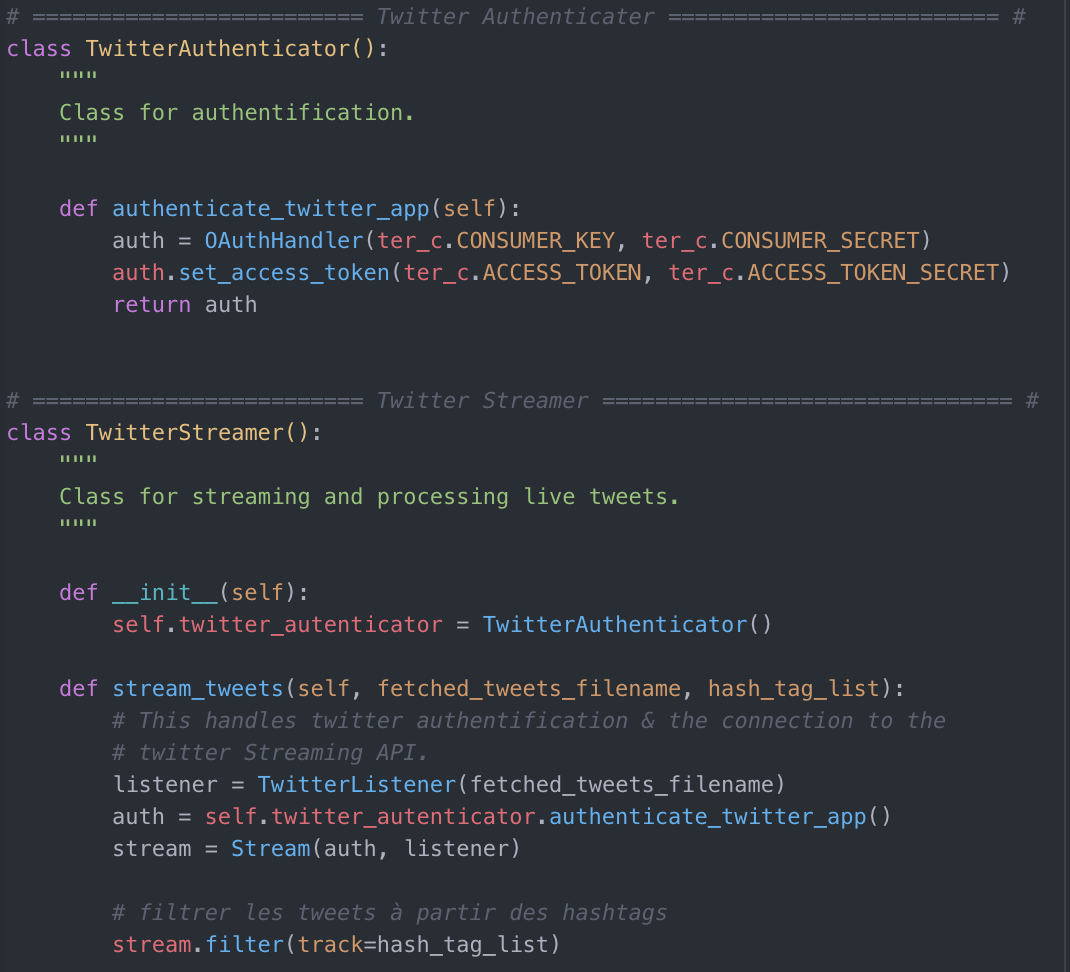 # ========================= Twitter Authenticater ========================= #
class TwitterAuthenticator():
    """
    Class for authentification.
    """
    def authenticate_twitter_app(self):
        auth = OAuthHandler(ter_c.CONSUMER_KEY, ter_c.CONSUMER_SECRET)
        auth.set_access_token(ter_c.ACCESS_TOKEN, ter_c.ACCESS_TOKEN_SECRET)
        return auth
# ========================= Twitter Streamer =============================== #
class TwitterStreamer():
    """
    Class for streaming and processing live tweets.
    """
    def __init__(self):
        self.twitter_autenticator = TwitterAuthenticator()
    def stream_tweets(self, fetched_tweets_filename, hash_tag_list):
        # This handles twitter authentification & the connection to the
        # twitter Streaming API.
        listener = TwitterListener(fetched_tweets_filename)
        auth = self.twitter_autenticator.authenticate_twitter_app()
        stream = Stream(auth, listener)
        # filtrer les tweets à partir des hashtags
        stream.filter(track=hash_tag_list)